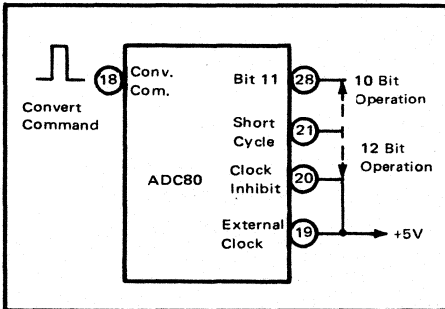 18
Conv.
Com.
Convert
Command
ADC80
Bit 11
28
10 Bit
Operation
Short
Cycle
21
12 Bit
Operation
Clock
Inhibit
20
External
Clock
19
+5V